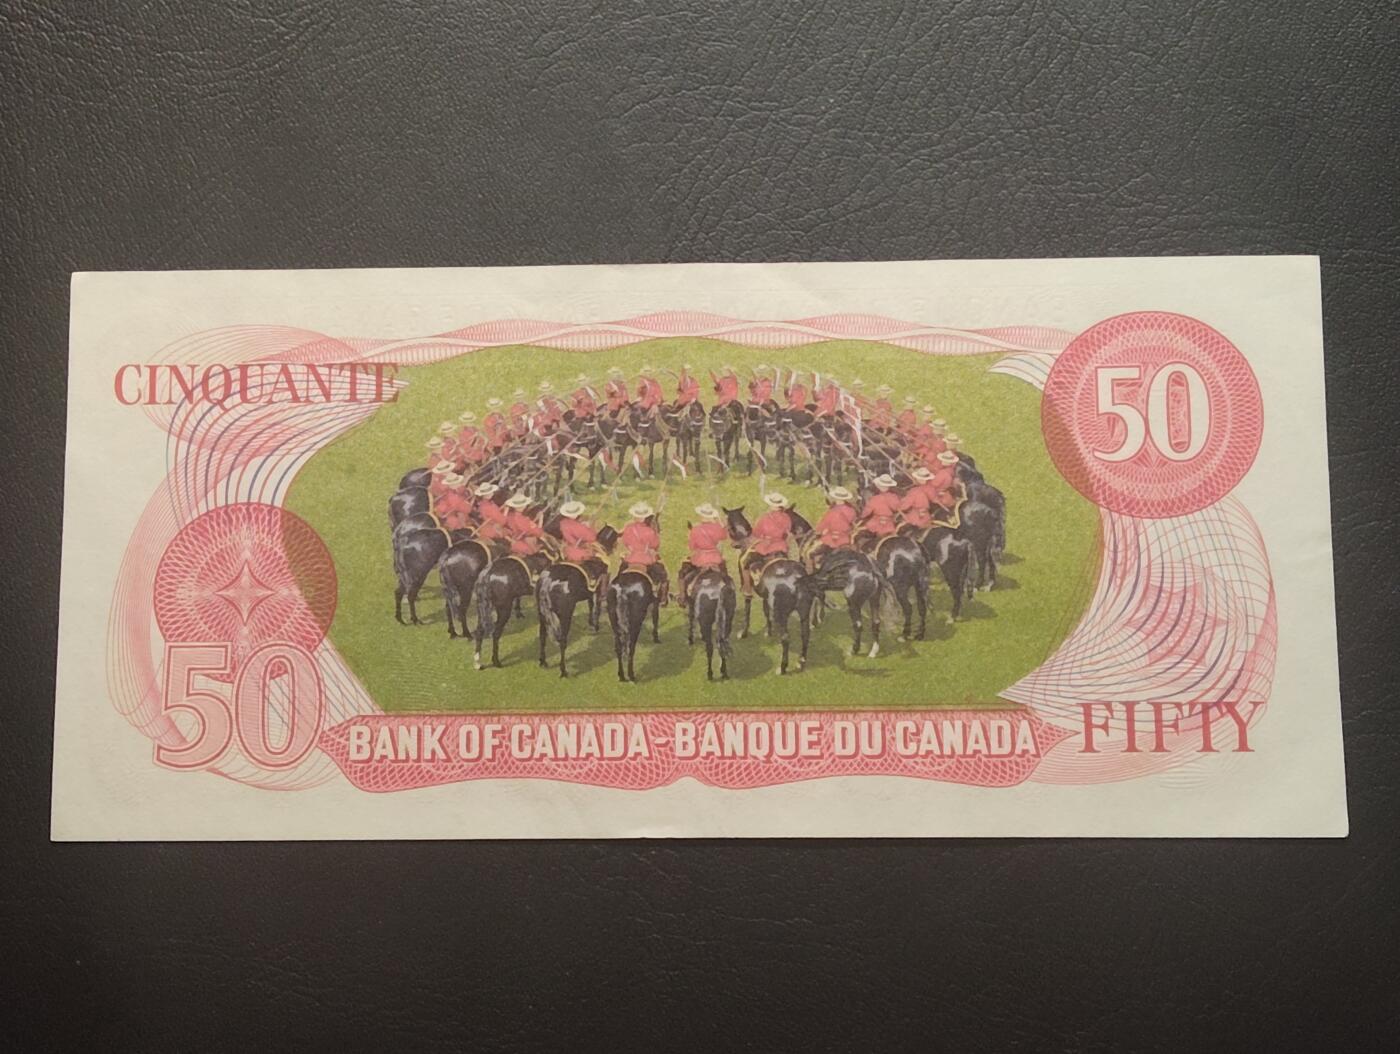 CINQUANTE
50
50
BANK OF CANADA - BANQUE DU CANADA
FIFTY